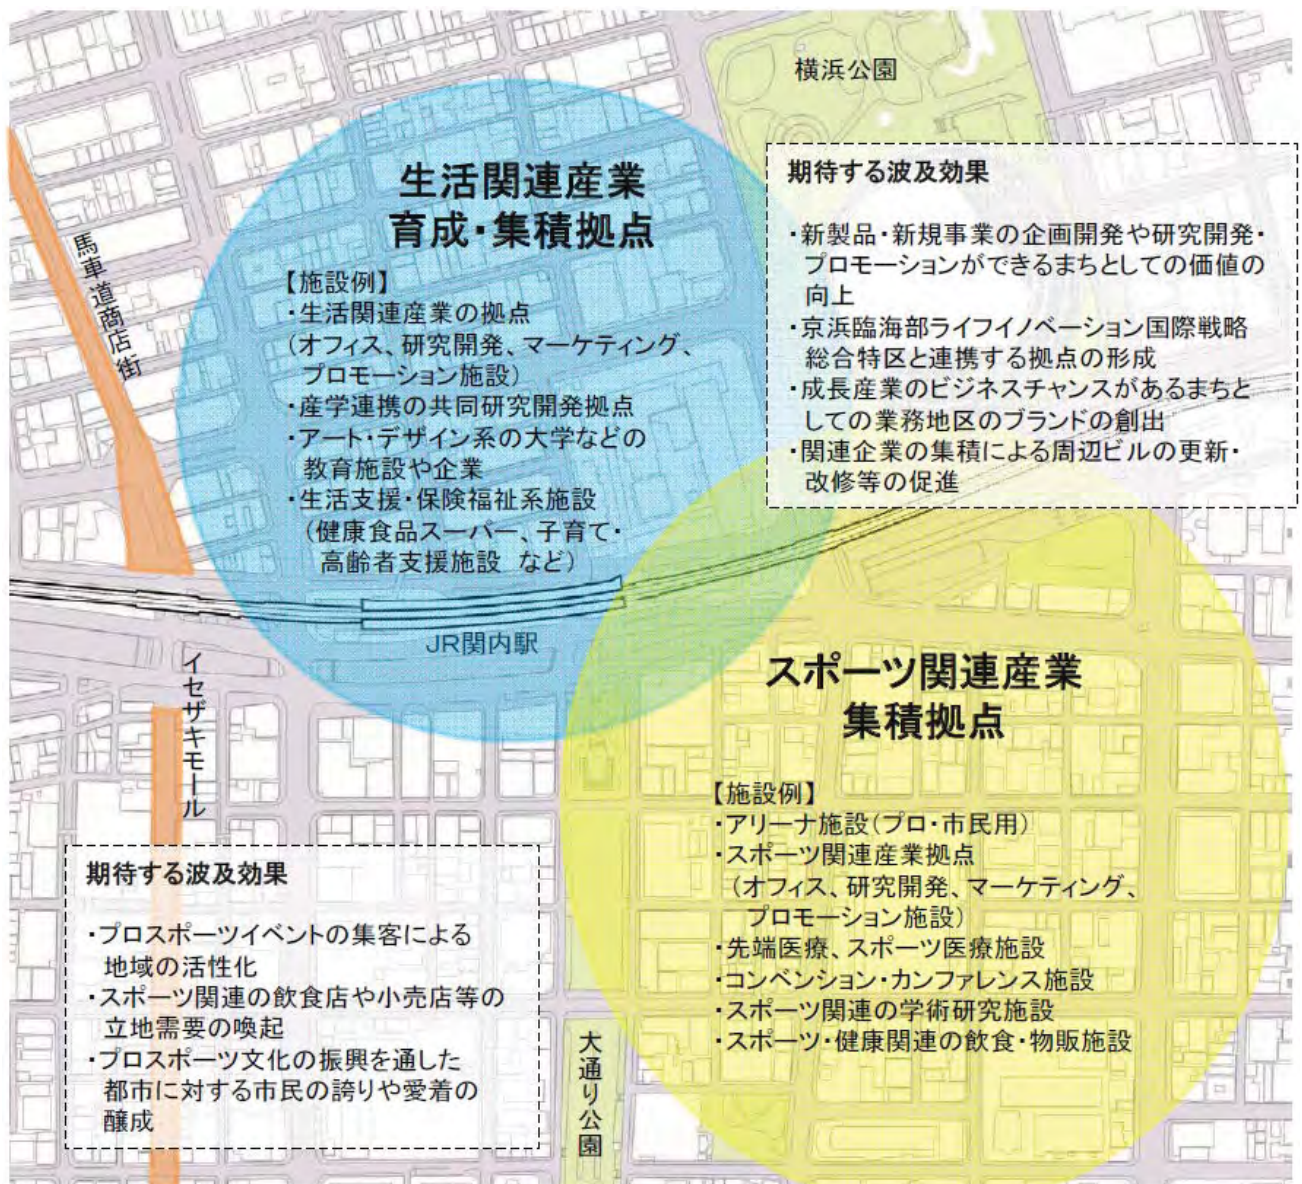 横浜公園
生活関連産業
育成・集積拠点
【施設例】
・生活関連産業の拠点
(オフィス、研究開発、マーケティング、
プロモーション施設)
・産学連携の共同研究開発拠点
・アート・デザイン系の大学などの
教育施設や企業
・生活支援・保険福祉系施設
(健康食品スーパー、子育て・
高齢者支援施設 など)
期待する波及効果
・新製品・新規事業の企画開発や研究開発・
プロモーションができるまちとしての価値の
向上
・京浜臨海部ライフイノベーション国際戦略
総合特区と連携する拠点の形成
・成長産業のビジネスチャンスがあるまちと
しての業務地区のブランドの創出
・関連企業の集積による周辺ビルの更新・
改修等の促進
馬車道商店街
JR関内駅
イセザキモール
スポーツ関連産業
集積拠点
【施設例】
・アリーナ施設(プロ・市民用)
・スポーツ関連産業拠点
(オフィス、研究開発、マーケティング、
プロモーション施設)
・先端医療、スポーツ医療施設
・コンベンション・カンファレンス施設
・スポーツ関連の学術研究施設
・スポーツ・健康関連の飲食・物販施設
期待する波及効果
・プロスポーツイベントの集客による
地域の活性化
・スポーツ関連の飲食店や小売店等の
立地需要の喚起
・プロスポーツ文化の振興を通した
都市に対する市民の誇りや愛着の
醸成
大通り公園